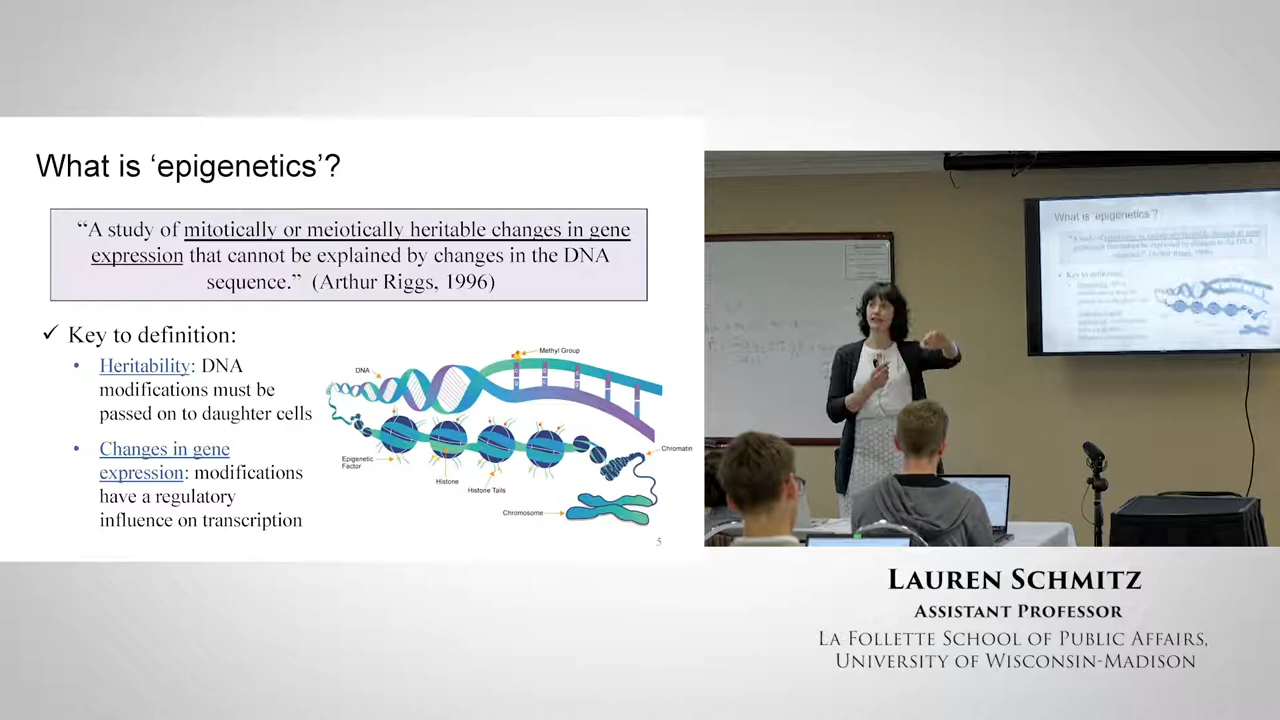 What is ‘epigenetics’?
“A study of mitotically or meiotically heritable changes in gene
expression that cannot be explained by changes in the DNA
sequence.” (Arthur Riggs, 1996)
✓ Key to definition:
• Heritability: DNA
modifications must be
passed on to daughter cells
• Changes in gene
expression: modifications
have a regulatory
influence on transcription
Methyl Group
DNA
Epigenetic
Factor
Histone
Histone Tails
Chromatin
Chromosome
5
What is 'epigenetics'?
Key to definition:
LAUREN SCHMITZ
ASSISTANT PROFESSOR
LA FOLLETTE SCHOOL OF PUBLIC AFFAIRS,
UNIVERSITY OF WISCONSIN-MADISON